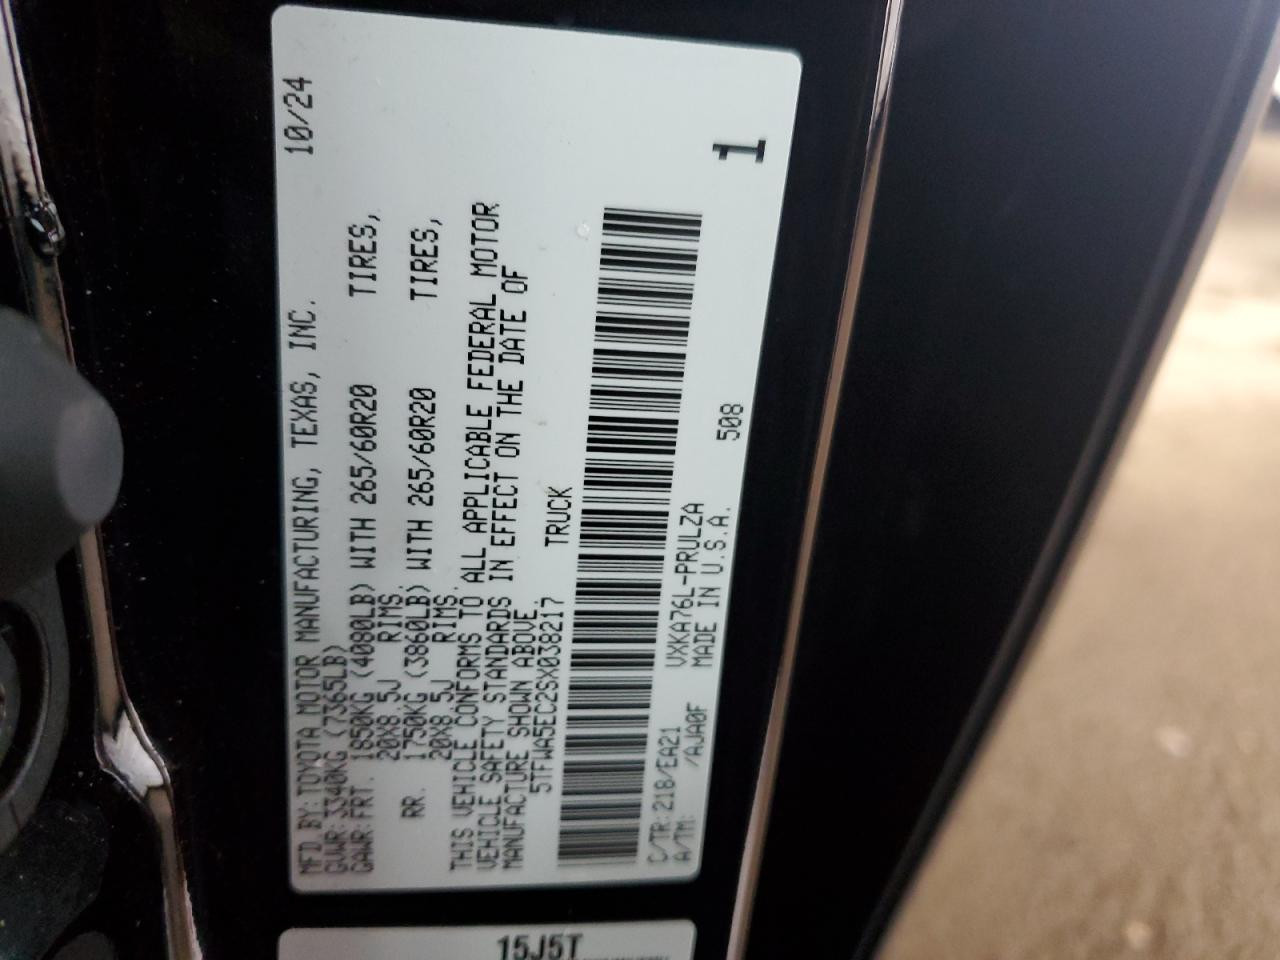 MFD BY:TOYOTA MOTOR MANUFACTURING, TEXAS, INC. 10/24
GVWR:3340KG (7365LB)
GAWR:FRT. 1850KG (4080LB) WITH 265/60R20 TIRES,
20X8.5J RIMS.
RR. 1750KG (3860LB) WITH 265/60R20 TIRES,
20X8.5J RIMS.
THIS VEHICLE CONFORMS TO ALL APPLICABLE FEDERAL MOTOR
VEHICLE SAFETY STANDARDS IN EFFECT ON THE DATE OF
MANUFACTURE SHOWN ABOVE.
5TFWA5EC2SX038217 TRUCK
C/TR:218/EA21 VXKA76L-PRULZA 508
A/TM: /AJA0F MADE IN U.S.A.
1
15J5T